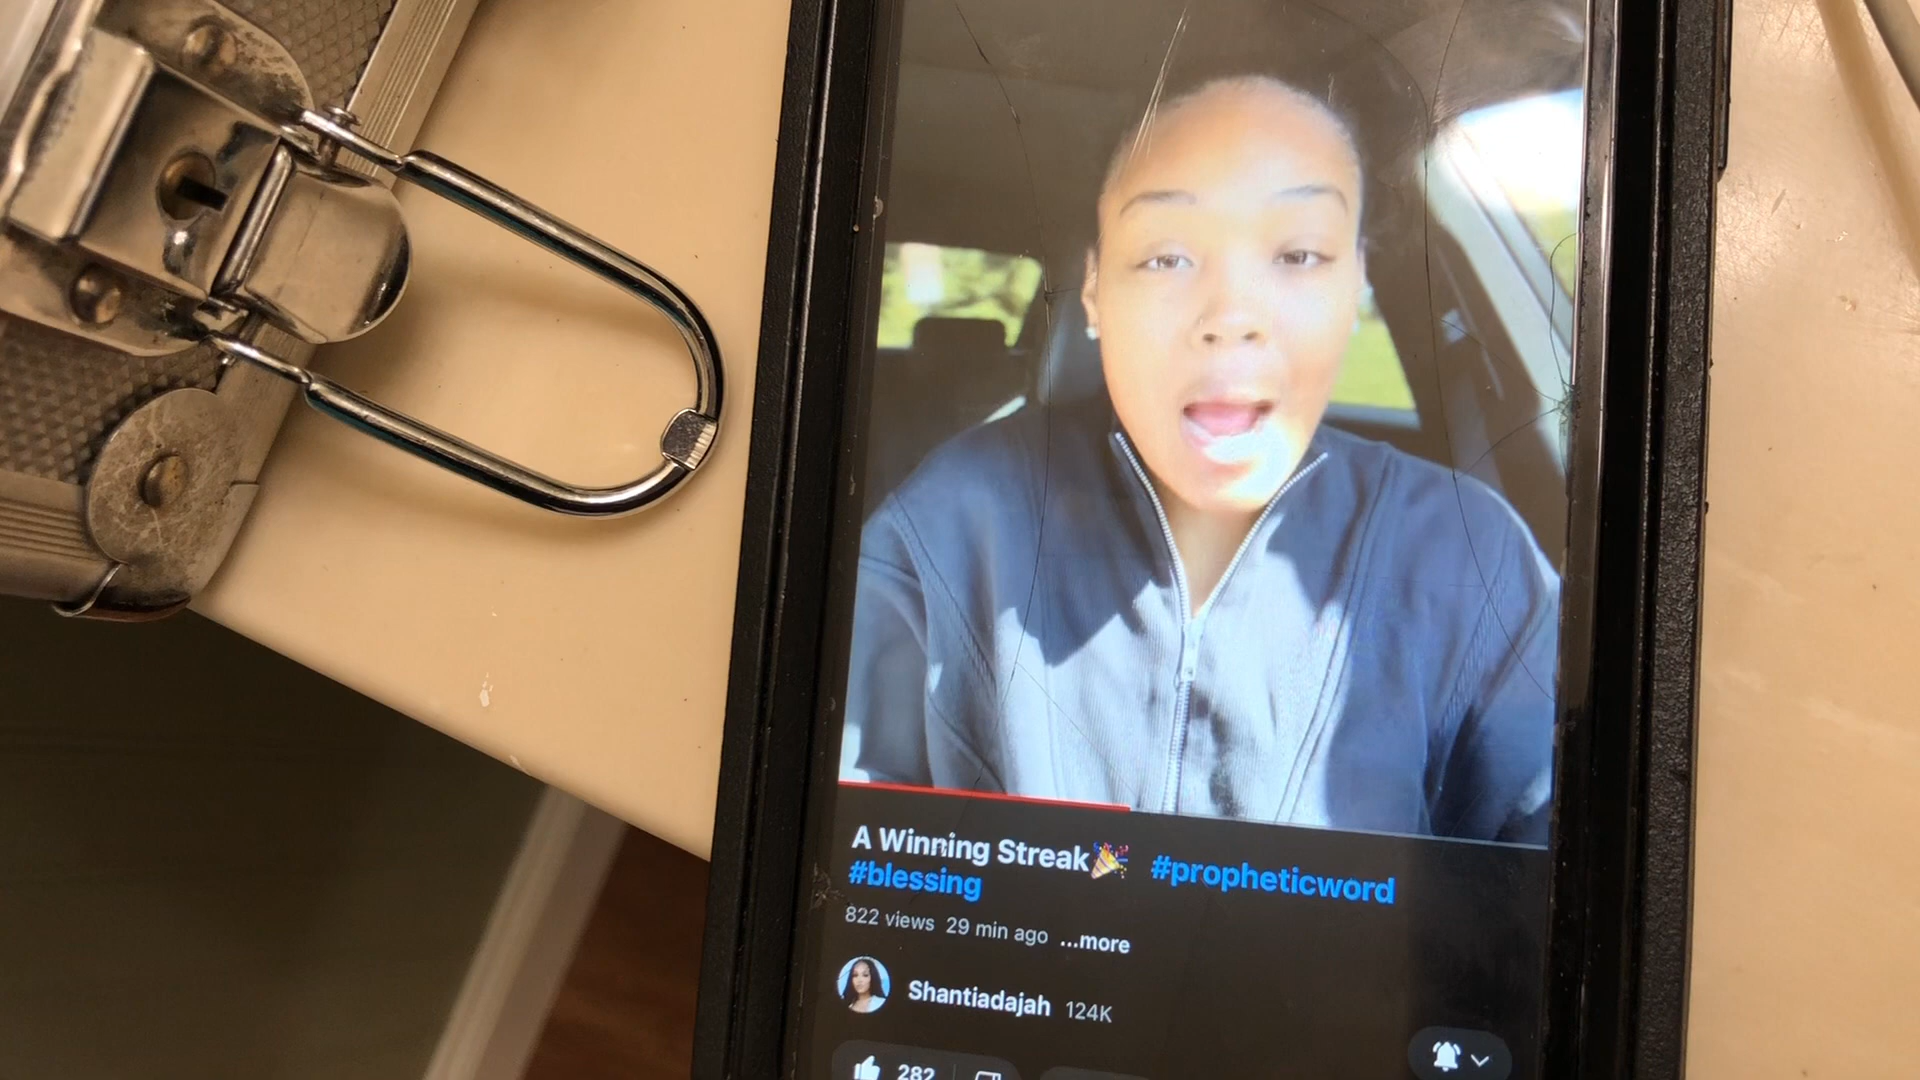 A Winning Streak🎉 #propheticword
#blessing
822 views 29 min ago ...more
Shantiadajah 124K
282